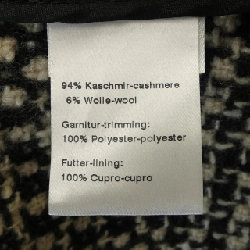 94% Kaschmir-cashmere
6% Wolle-wool
Garnitur-trimming:
100% Polyester-polyester
Futter-lining:
100% Cupro-cupro